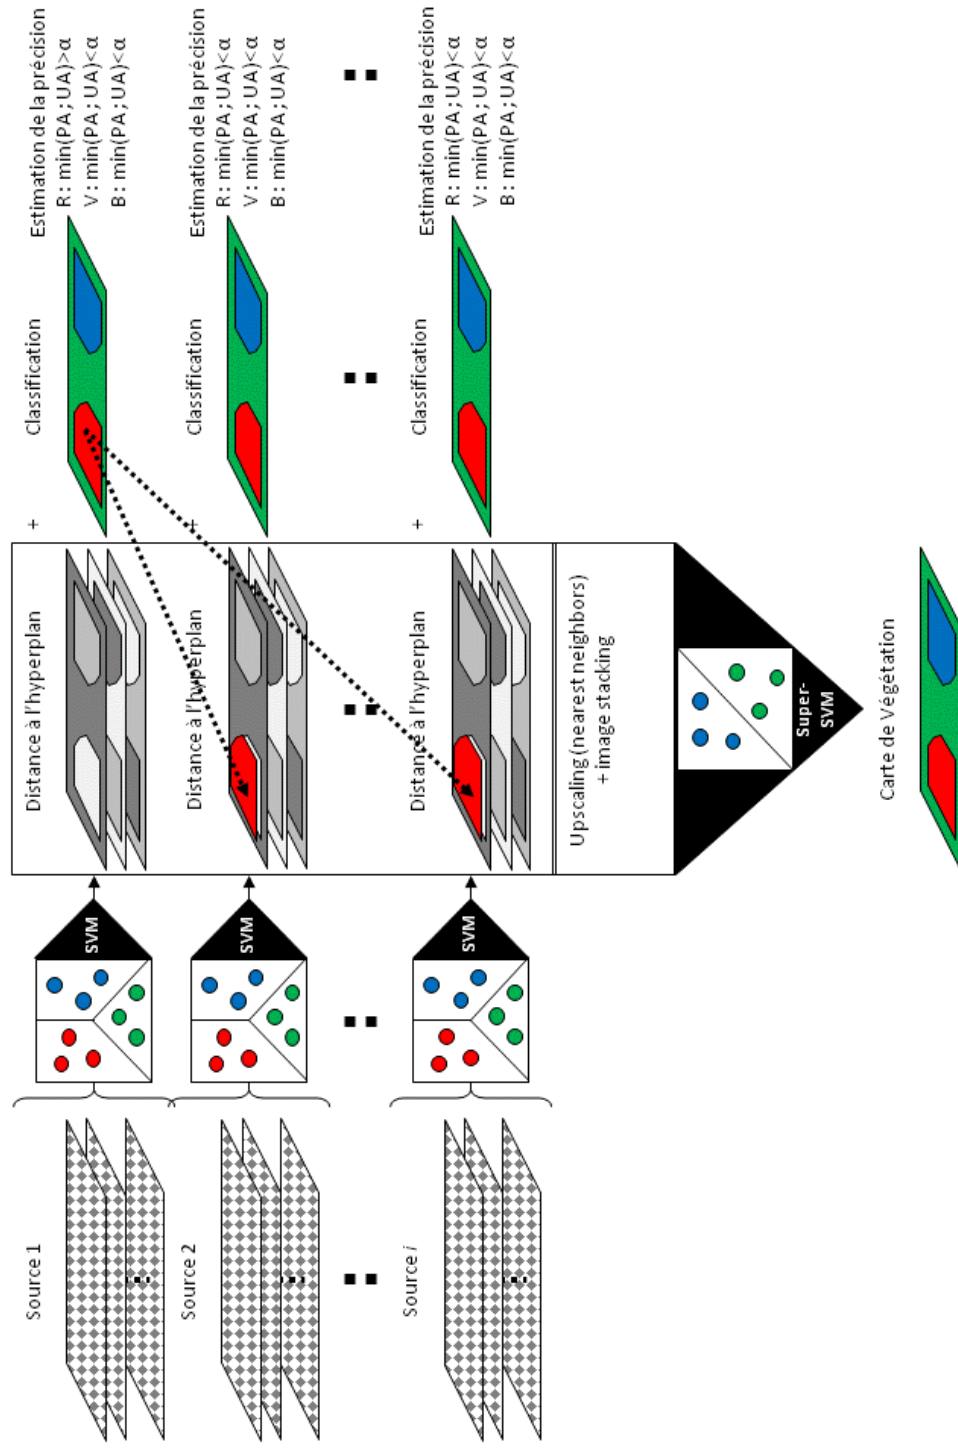 Source 1
SVM
Distance à l'hyperplan
+
Classification
Estimation de la précision
R : min(PA ; UA)>α
V : min(PA ; UA)<α
B : min(PA ; UA)<α
Source 2
SVM
Distance à l'hyperplan
+
Classification
Estimation de la précision
R : min(PA ; UA)<α
V : min(PA ; UA)<α
B : min(PA ; UA)<α
Source i
SVM
Distance à l'hyperplan
+
Classification
Estimation de la précision
R : min(PA ; UA)<α
V : min(PA ; UA)<α
B : min(PA ; UA)<α
Upscaling (nearest neighbors)
+ image stacking
Super-
SVM
Carte de Végétation